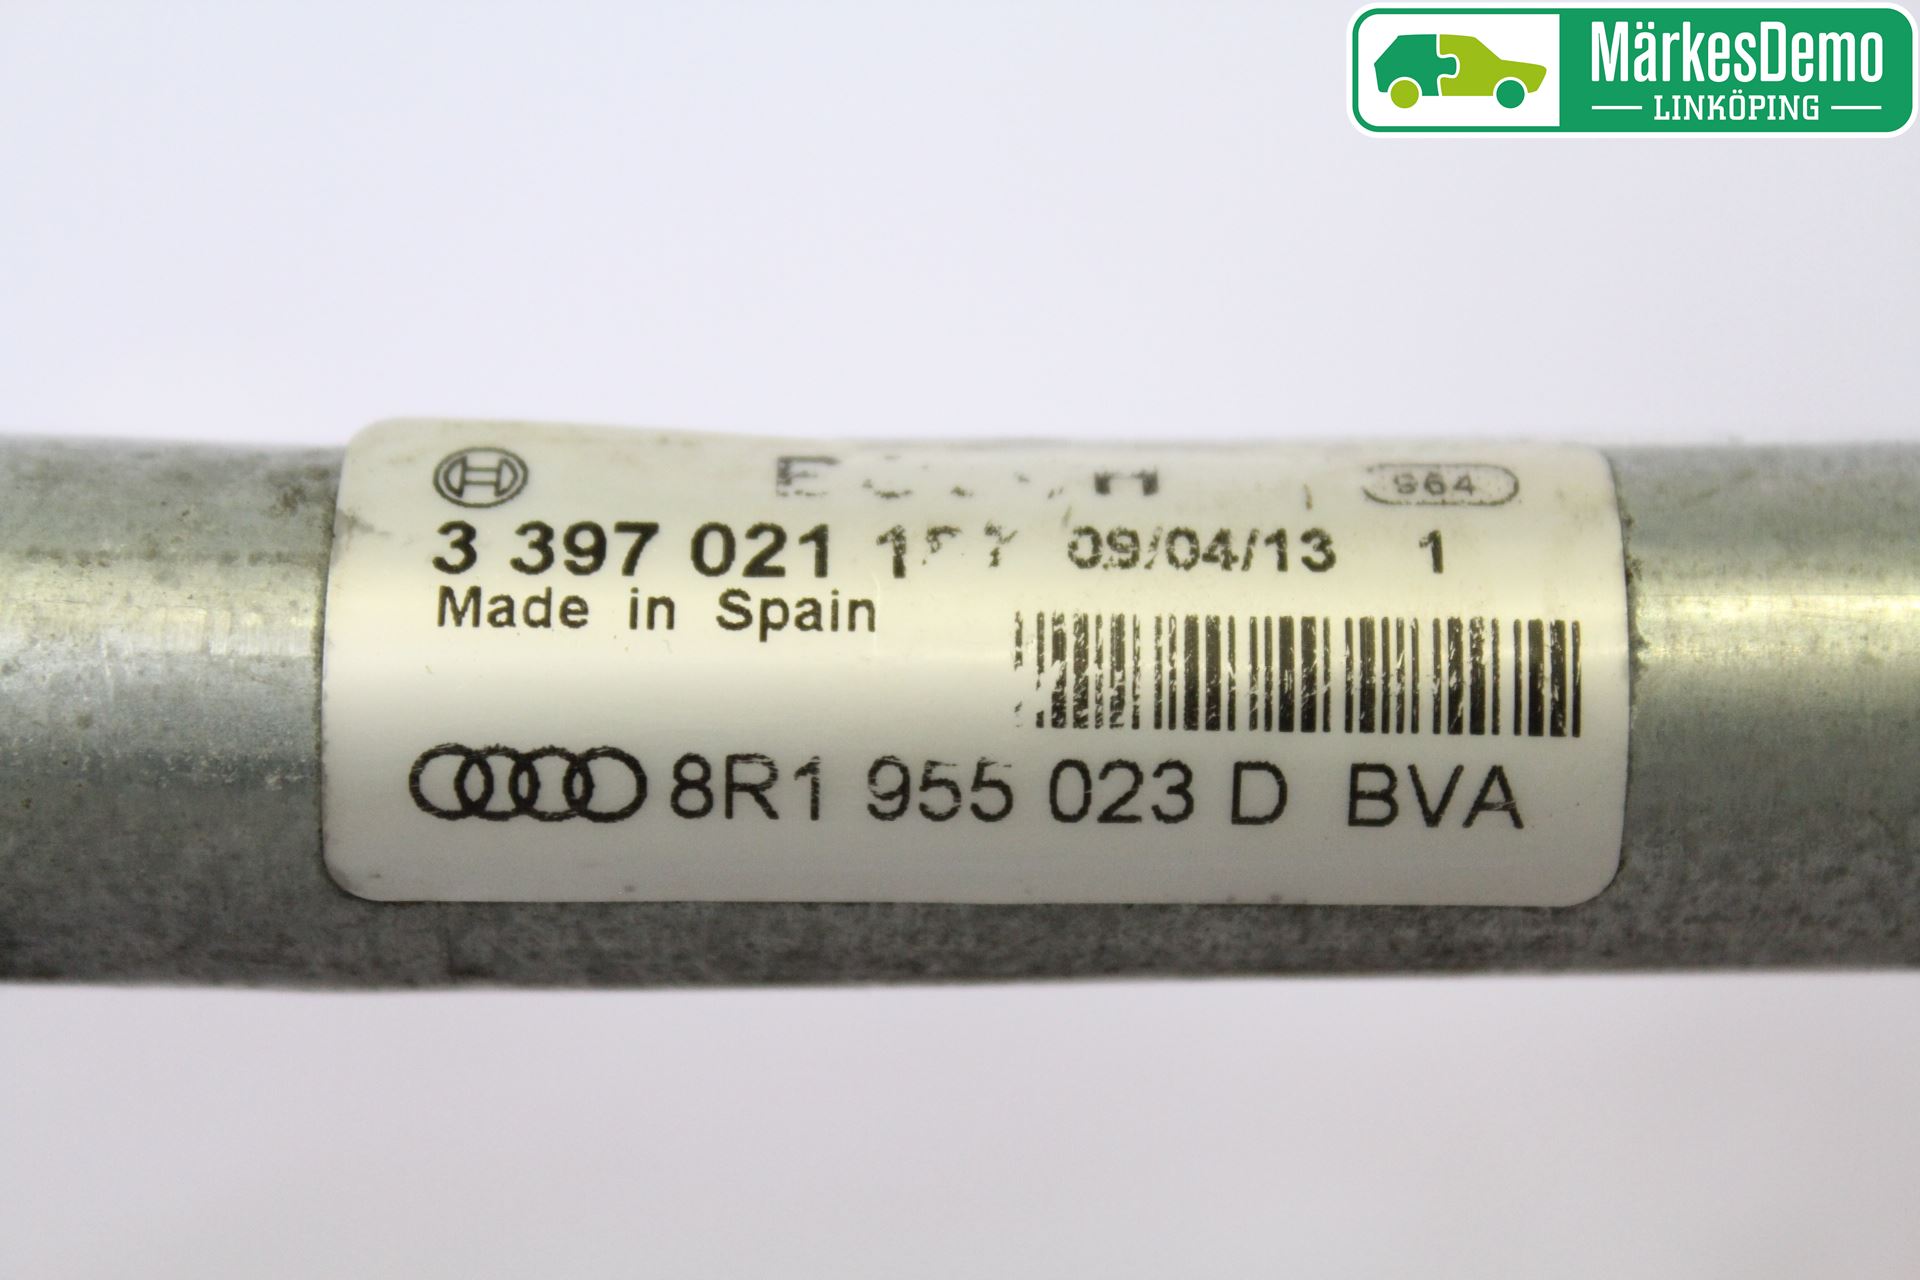 MärkesDemo
LINKÖPING
964
3 397 021 09/04/13 1
Made in Spain
8R1 955 023 D BVA